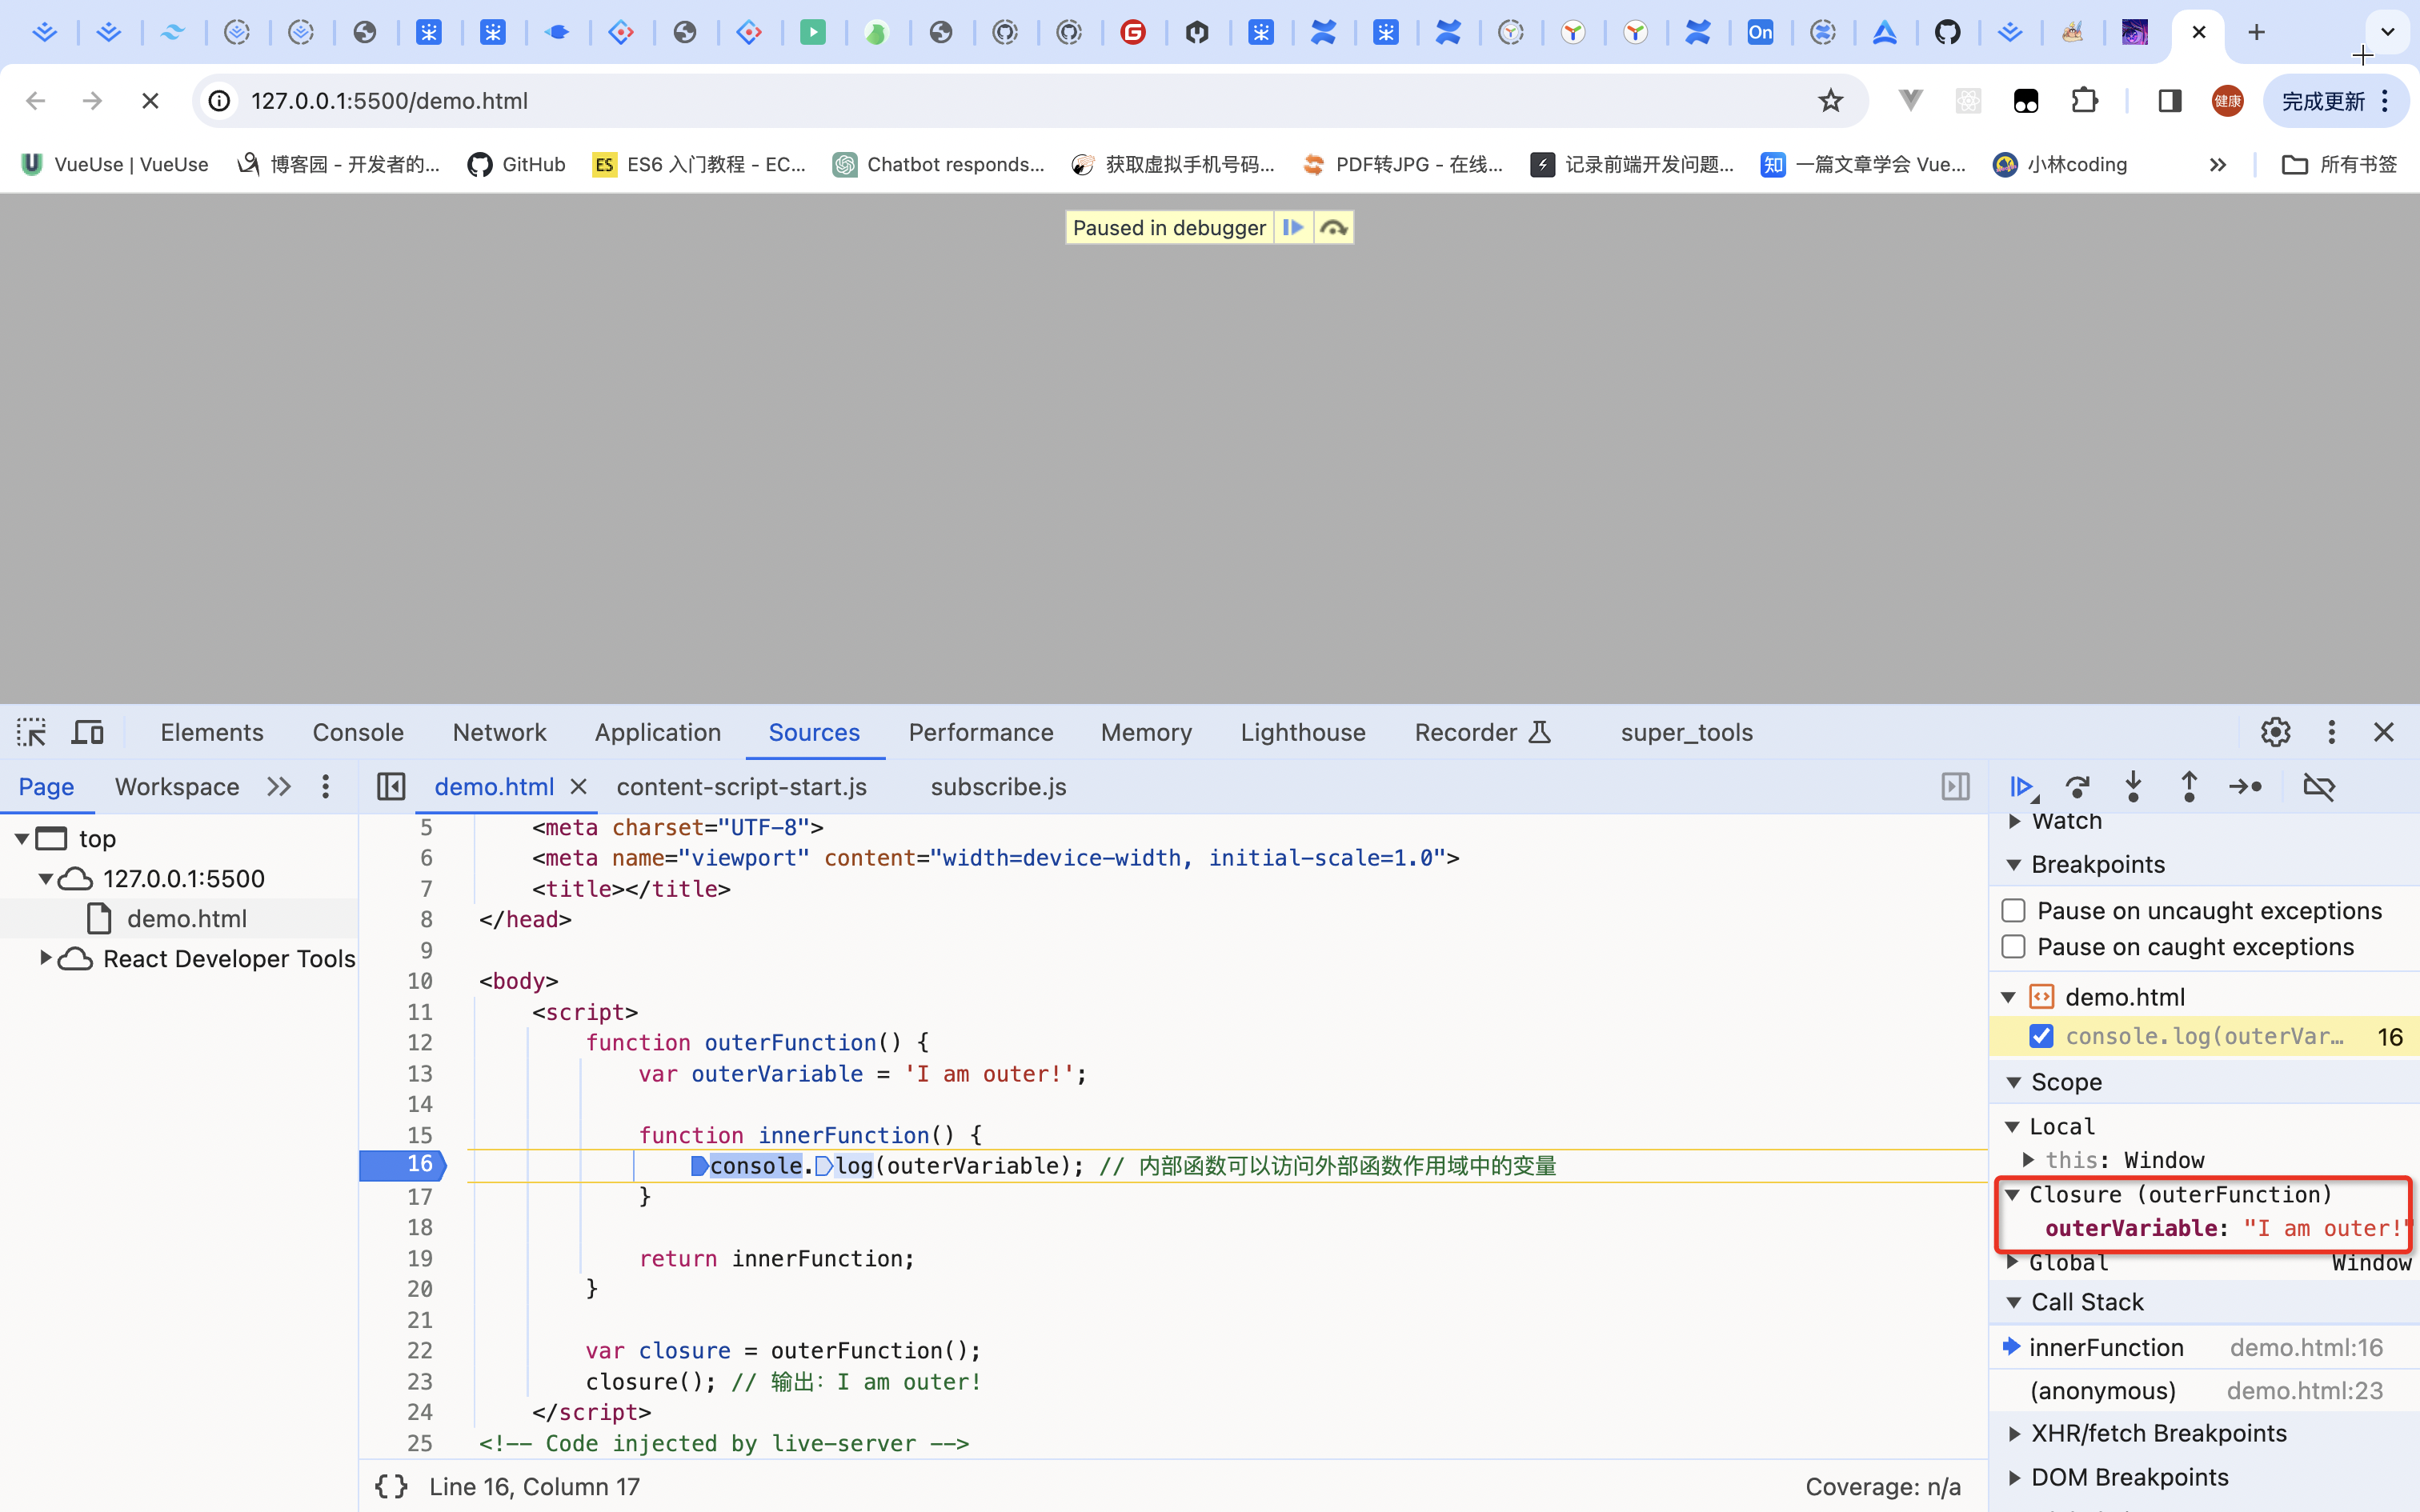 On
127.0.0.1:5500/demo.html
健康
完成更新
VueUse | VueUse
博客园 - 开发者的...
GitHub
ES
ES6 入门教程 - EC...
Chatbot responds...
获取虚拟手机号码...
PDF转JPG - 在线...
记录前端开发问题...
知
一篇文章学会 Vue...
小林coding
所有书签
Paused in debugger
Elements
Console
Network
Application
Sources
Performance
Memory
Lighthouse
Recorder
super_tools
Page
Workspace
demo.html
content-script-start.js
subscribe.js
top
127.0.0.1:5500
demo.html
React Developer Tools
5 <meta charset="UTF-8">
6 <meta name="viewport" content="width=device-width, initial-scale=1.0">
7 <title></title>
8 </head>
9
10 <body>
11 <script>
12 function outerFunction() {
13 var outerVariable = 'I am outer!';
14
15 function innerFunction() {
16 console.log(outerVariable); // 内部函数可以访问外部函数作用域中的变量
17 }
18
19 return innerFunction;
20 }
21
22 var closure = outerFunction();
23 closure(); // 输出: I am outer!
24 </script>
25 <!-- Code injected by live-server -->
{} Line 16, Column 17
Coverage: n/a
Watch
Breakpoints
Pause on uncaught exceptions
Pause on caught exceptions
demo.html
console.log(outerVar... 16
Scope
Local
this: Window
Closure (outerFunction)
outerVariable: "I am outer!"
Global Window
Call Stack
innerFunction demo.html:16
(anonymous) demo.html:23
XHR/fetch Breakpoints
DOM Breakpoints